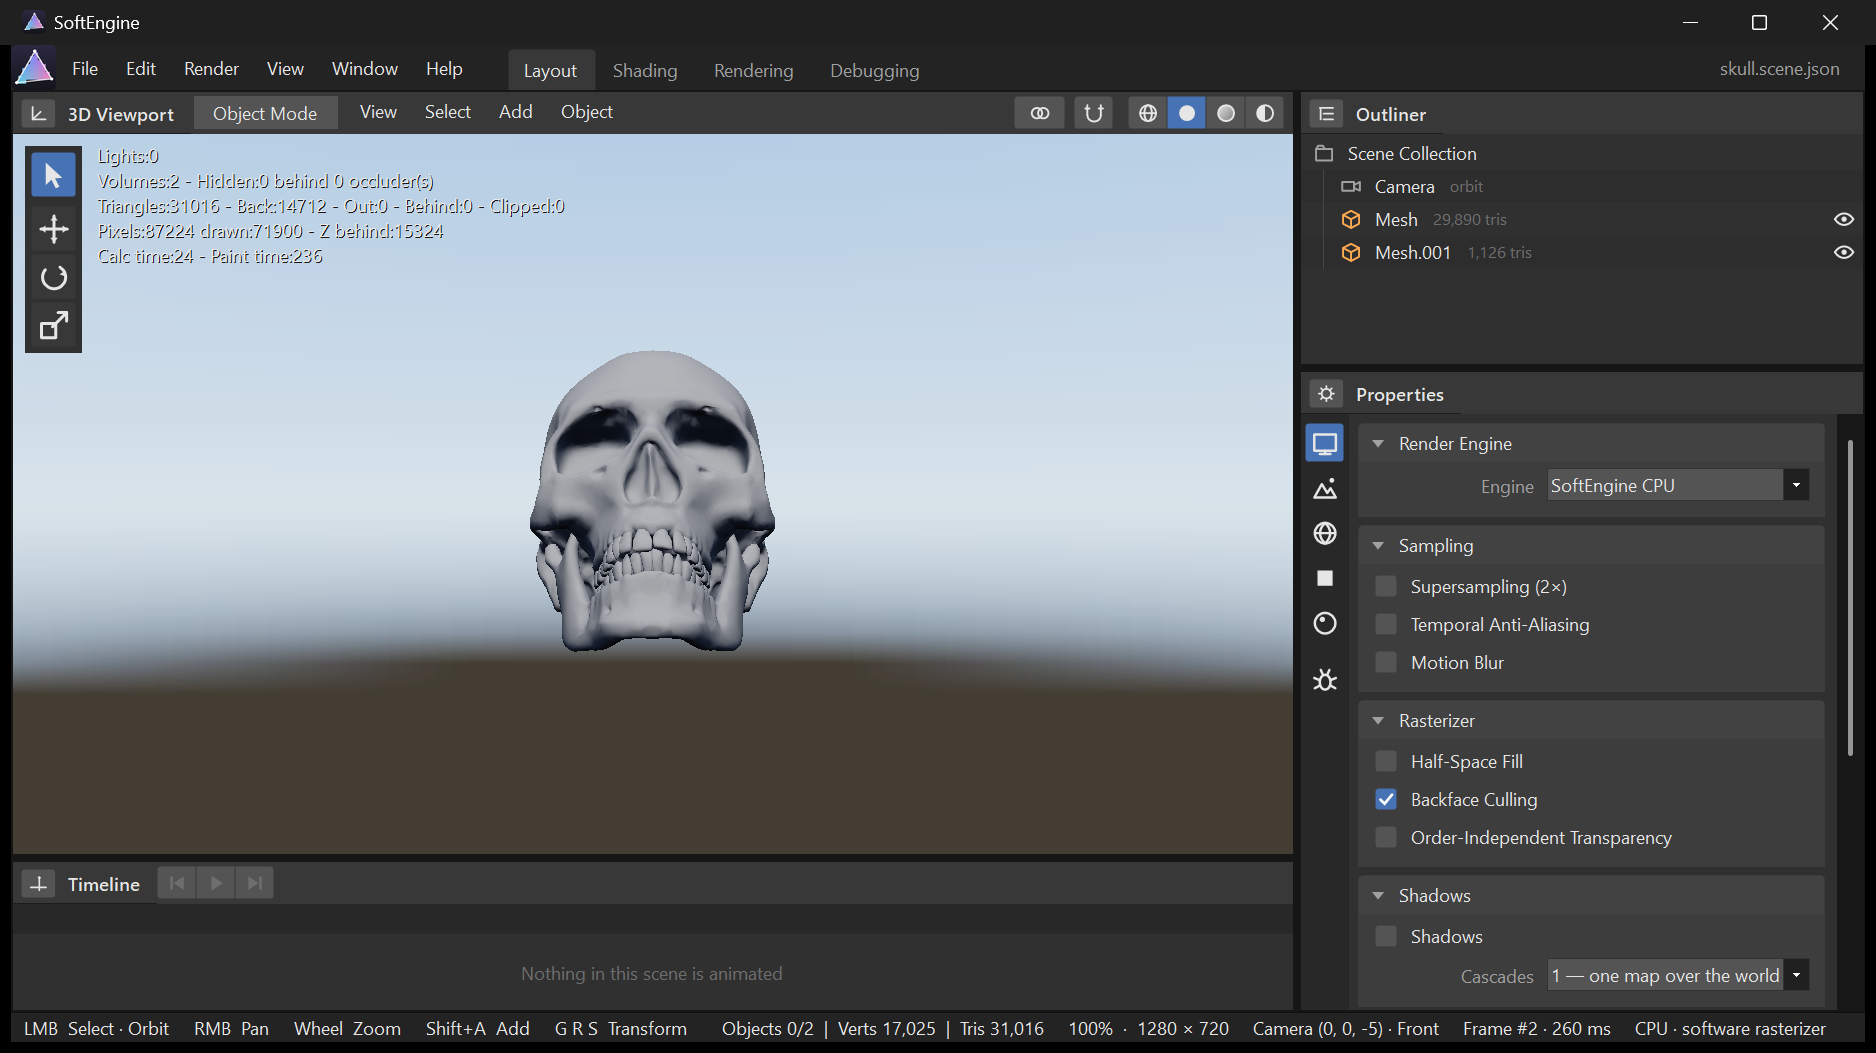 SoftEngine
File Edit Render View Window Help Layout Shading Rendering Debugging skull.scene.json
3D Viewport Object Mode View Select Add Object
Lights:0
Volumes:2 - Hidden:0 behind 0 occluder(s)
Triangles:31016 - Back:14712 - Out:0 - Behind:0 - Clipped:0
Pixels:87224 drawn:71900 - Z behind:15324
Calc time:24 - Paint time:236
Outliner
Scene Collection
Camera orbit
Mesh 29,890 tris
Mesh.001 1,126 tris
Properties
Render Engine
Engine SoftEngine CPU
Sampling
Supersampling (2×)
Temporal Anti-Aliasing
Motion Blur
Rasterizer
Half-Space Fill
Backface Culling
Order-Independent Transparency
Shadows
Shadows
Cascades 1 — one map over the world
Timeline
Nothing in this scene is animated
LMB Select · Orbit RMB Pan Wheel Zoom Shift+A Add G R S Transform Objects 0/2 | Verts 17,025 | Tris 31,016 100% · 1280 × 720 Camera (0, 0, -5) · Front Frame #2 · 260 ms CPU · software rasterizer